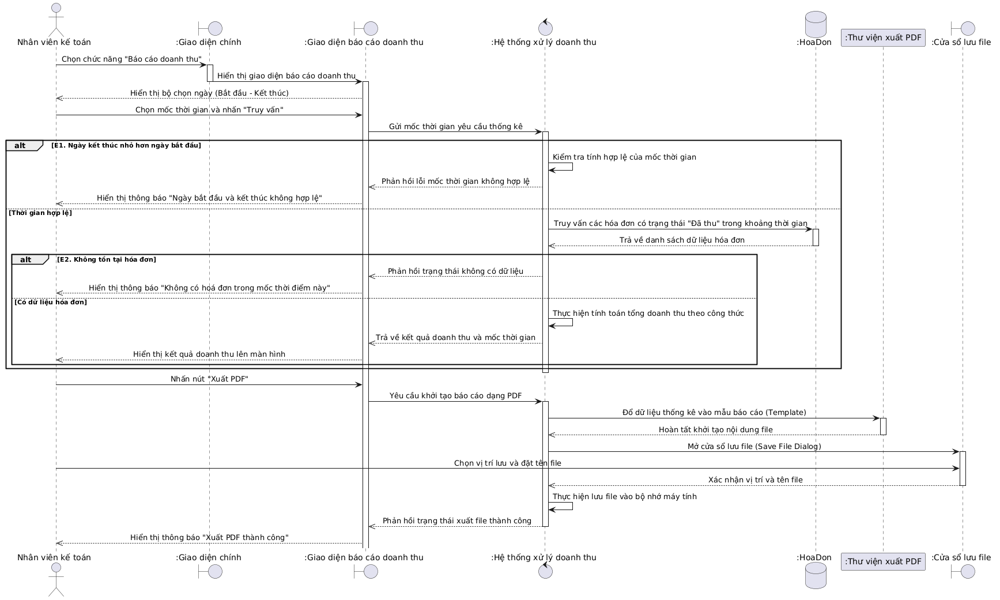 Nhân viên kế toán
:Giao diện chính
:Giao diện báo cáo doanh thu
:Hệ thống xử lý doanh thu
:HoaDon
:Thư viện xuất PDF
:Cửa sổ lưu file
Chọn chức năng "Báo cáo doanh thu"
Hiển thị giao diện báo cáo doanh thu
Hiển thị bộ chọn ngày (Bắt đầu - Kết thúc)
Chọn mốc thời gian và nhấn "Truy vấn"
Gửi mốc thời gian yêu cầu thống kê
alt [E1. Ngày kết thúc nhỏ hơn ngày bắt đầu]
Kiểm tra tính hợp lệ của mốc thời gian
Phản hồi lỗi mốc thời gian không hợp lệ
Hiển thị thông báo "Ngày bắt đầu và kết thúc không hợp lệ"
[Thời gian hợp lệ]
Truy vấn các hóa đơn có trạng thái "Đã thu" trong khoảng thời gian
Trả về danh sách dữ liệu hóa đơn
alt [E2. Không tồn tại hóa đơn]
Phản hồi trạng thái không có dữ liệu
Hiển thị thông báo "Không có hoá đơn trong mốc thời điểm này"
[Có dữ liệu hóa đơn]
Thực hiện tính toán tổng doanh thu theo công thức
Trả về kết quả doanh thu và mốc thời gian
Hiển thị kết quả doanh thu lên màn hình
Nhấn nút "Xuất PDF"
Yêu cầu khởi tạo báo cáo dạng PDF
Đổ dữ liệu thống kê vào mẫu báo cáo (Template)
Hoàn tất khởi tạo nội dung file
Mở cửa sổ lưu file (Save File Dialog)
Chọn vị trí lưu và đặt tên file
Xác nhận vị trí và tên file
Thực hiện lưu file vào bộ nhớ máy tính
Phản hồi trạng thái xuất file thành công
Hiển thị thông báo "Xuất PDF thành công"
Nhân viên kế toán
:Giao diện chính
:Giao diện báo cáo doanh thu
:Hệ thống xử lý doanh thu
:HoaDon
:Thư viện xuất PDF
:Cửa sổ lưu file